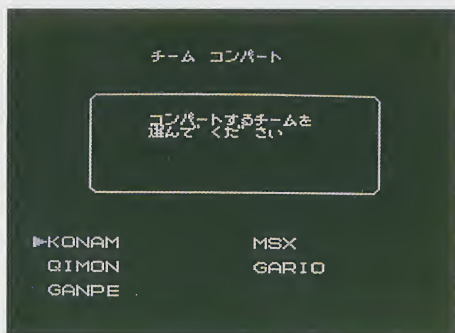 チーム コンバート
コンバートするチームを
選んでください
▶KONAM MSX
QIMON GARIO
GANPE